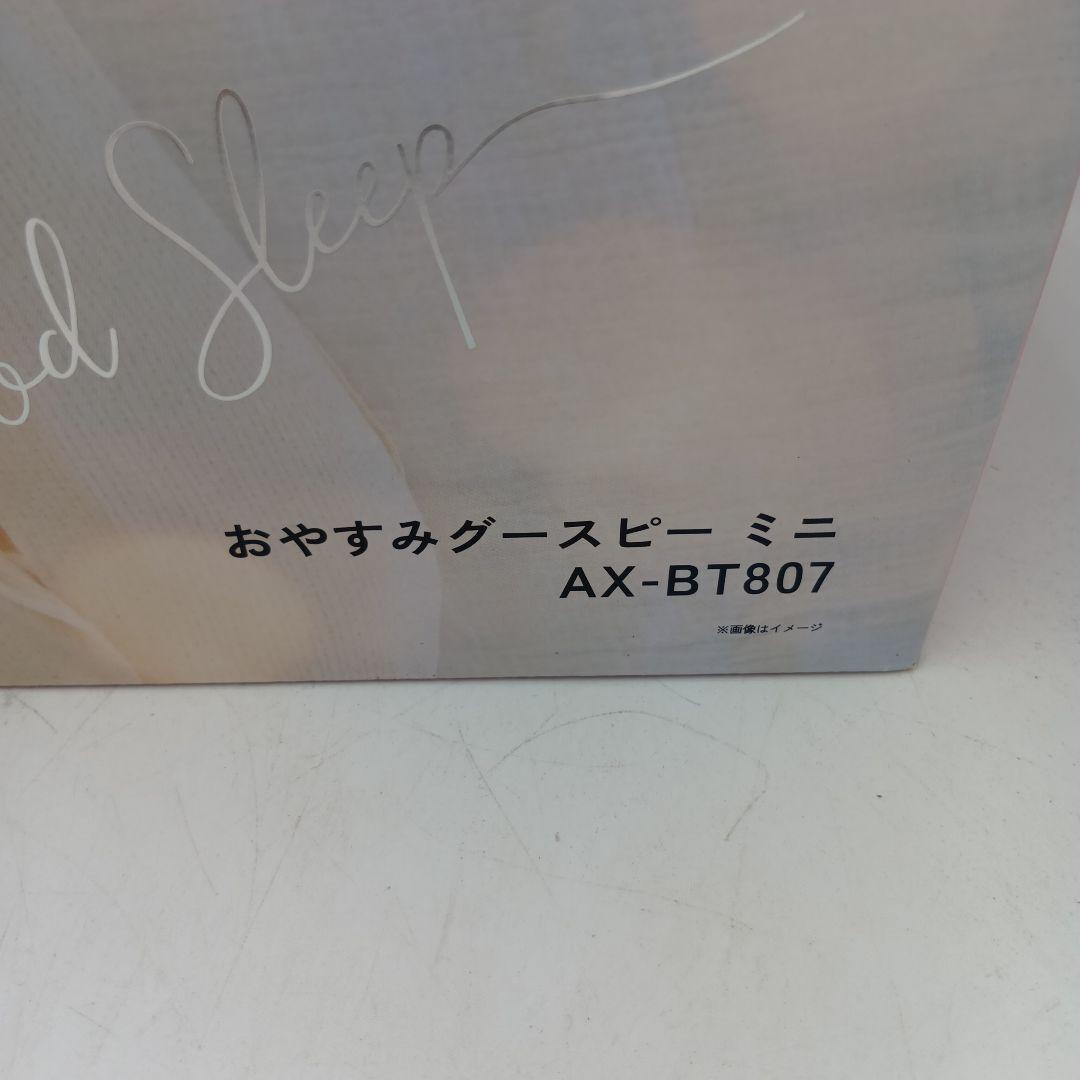 od Sleep
おやすみグースピー ミニ
AX-BT807
※画像はイメージ